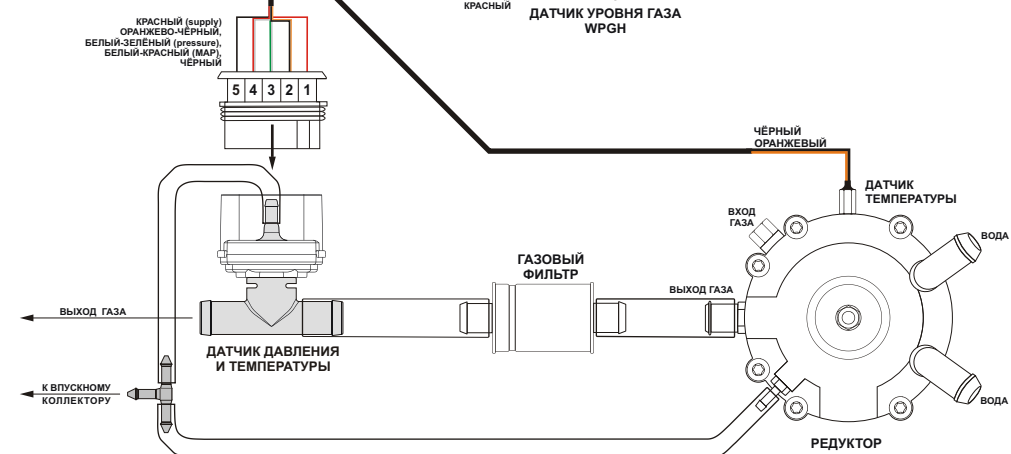 КРАСНЫЙ
ДАТЧИК УРОВНЯ ГАЗА
WPGH
КРАСНЫЙ (supply)
ОРАНЖЕВО-ЧЁРНЫЙ,
БЕЛЫЙ-ЗЕЛЁНЫЙ (pressure),
БЕЛЫЙ-КРАСНЫЙ (MAP),
ЧЁРНЫЙ
5 4 3 2 1
ЧЁРНЫЙ
ОРАНЖЕВЫЙ
ДАТЧИК
ТЕМПЕРАТУРЫ
ВХОД
ГАЗА
ВОДА
ГАЗОВЫЙ
ФИЛЬТР
ВЫХОД ГАЗА
ВЫХОД ГАЗА
ДАТЧИК ДАВЛЕНИЯ
И ТЕМПЕРАТУРЫ
К ВПУСКНОМУ
КОЛЛЕКТОРУ
ВОДА
РЕДУКТОР